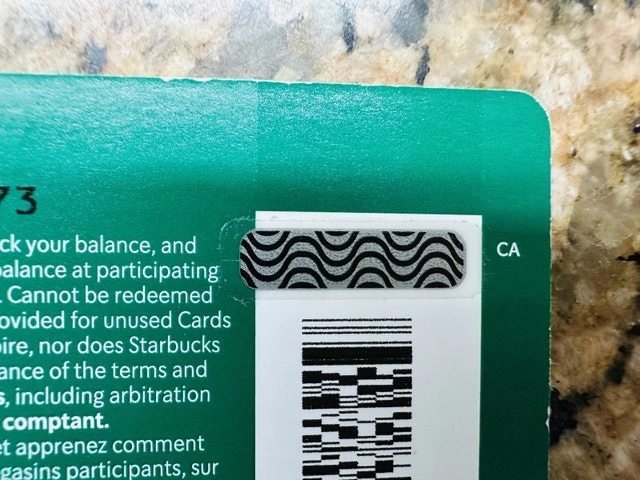 73
CA
ck your balance, and
balance at participating
. Cannot be redeemed
ovided for unused Cards
ire, nor does Starbucks
ance of the terms and
s, including arbitration
comptant.
et apprenez comment
gasins participants, sur